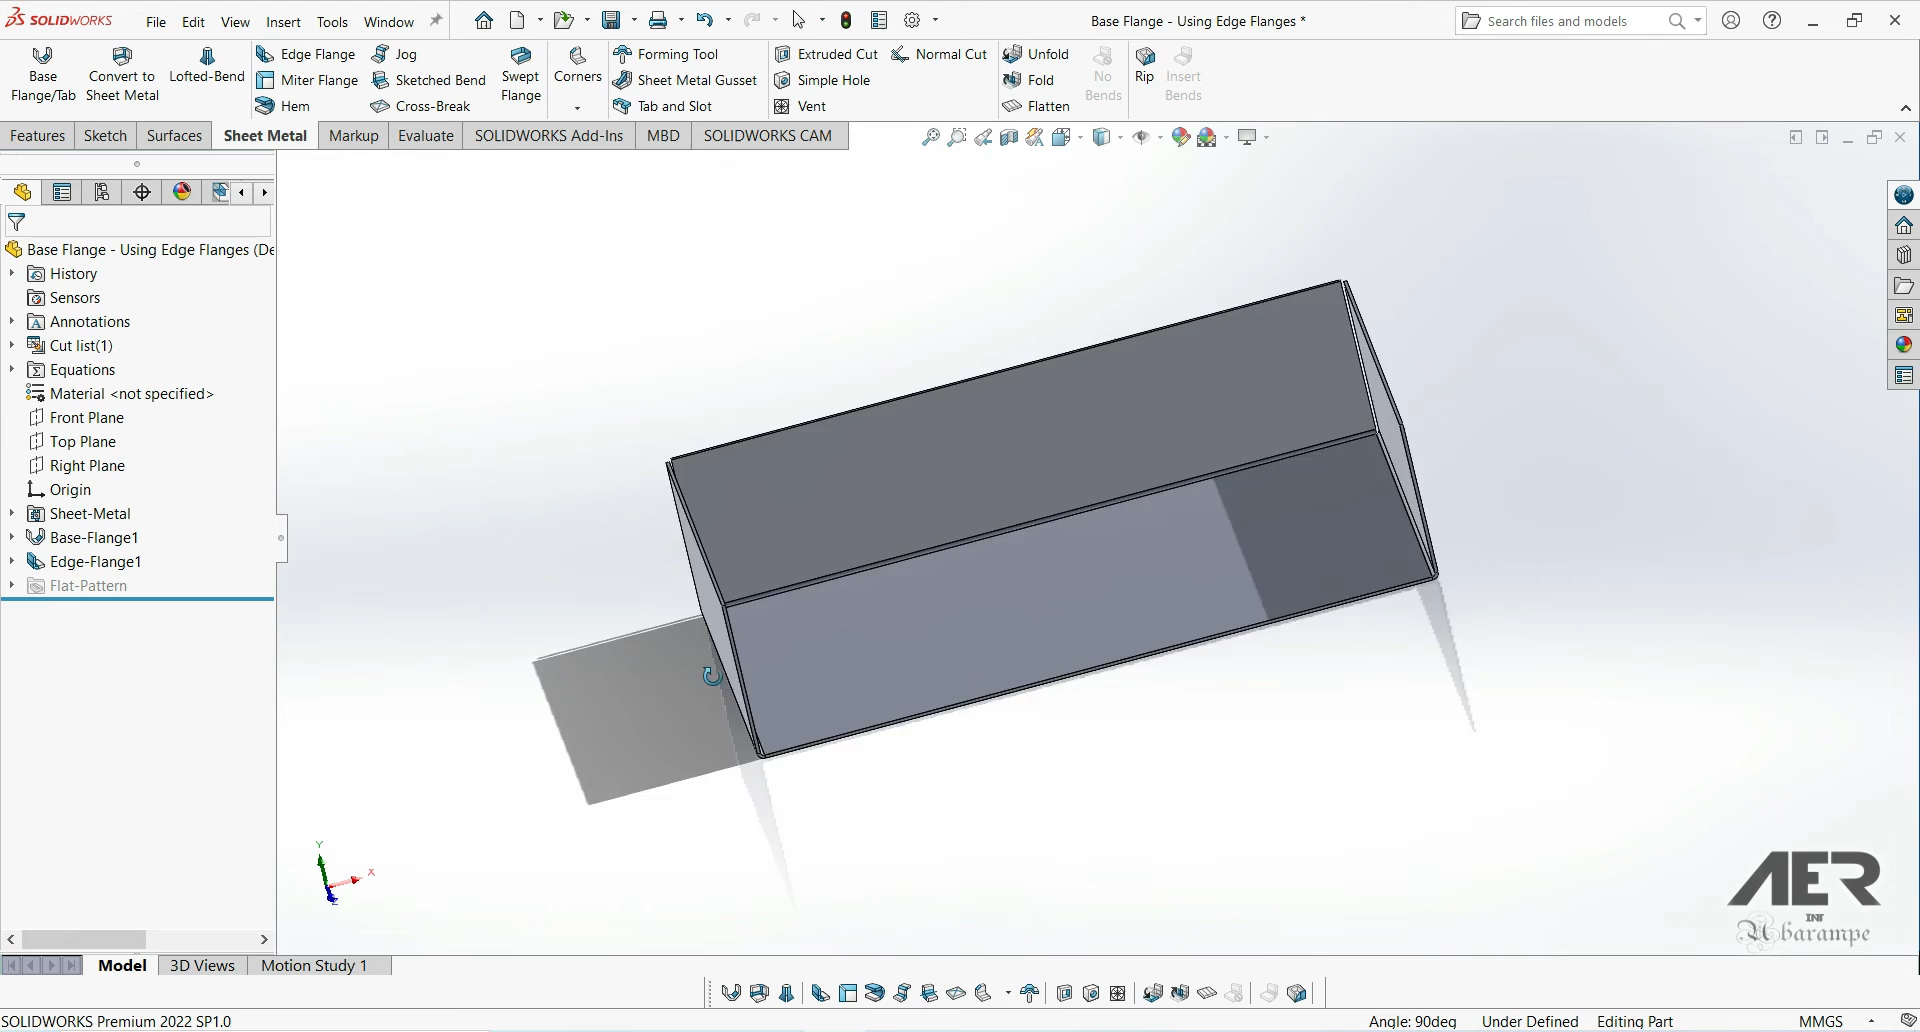 SOLIDWORKS File Edit View Insert Tools Window Base Flange - Using Edge Flanges * Search files and models
Base Flange/Tab
Convert to Sheet Metal
Lofted-Bend
Edge Flange
Miter Flange
Hem
Jog
Sketched Bend
Cross-Break
Swept Flange
Corners
Forming Tool
Sheet Metal Gusset
Tab and Slot
Extruded Cut
Simple Hole
Vent
Normal Cut
Unfold
Fold
Flatten
No Bends
Rip
Insert Bends
Features Sketch Surfaces Sheet Metal Markup Evaluate SOLIDWORKS Add-Ins MBD SOLIDWORKS CAM
Base Flange - Using Edge Flanges (De
History
Sensors
Annotations
Cut list(1)
Equations
Material <not specified>
Front Plane
Top Plane
Right Plane
Origin
Sheet-Metal
Base-Flange1
Edge-Flange1
Flat-Pattern
Y
X
Z
AER
INT
Abarampe
Model 3D Views Motion Study 1
SOLIDWORKS Premium 2022 SP1.0 Angle: 90deg Under Defined Editing Part MMGS